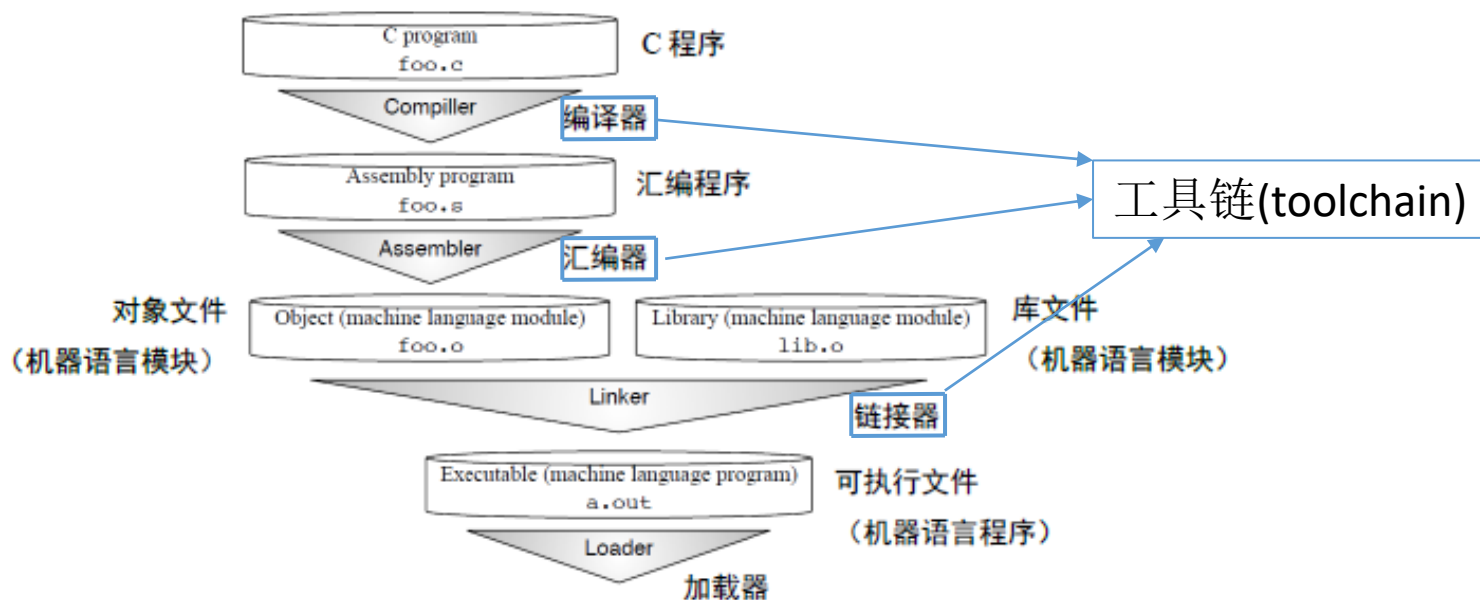 C program
foo.c
C 程序
Compiller
编译器
Assembly program
foo.s
汇编程序
工具链(toolchain)
Assembler
汇编器
对象文件
（机器语言模块）
Object (machine language module)
foo.o
Library (machine language module)
lib.o
库文件
（机器语言模块）
Linker
链接器
Executable (machine language program)
a.out
可执行文件
（机器语言程序）
Loader
加载器